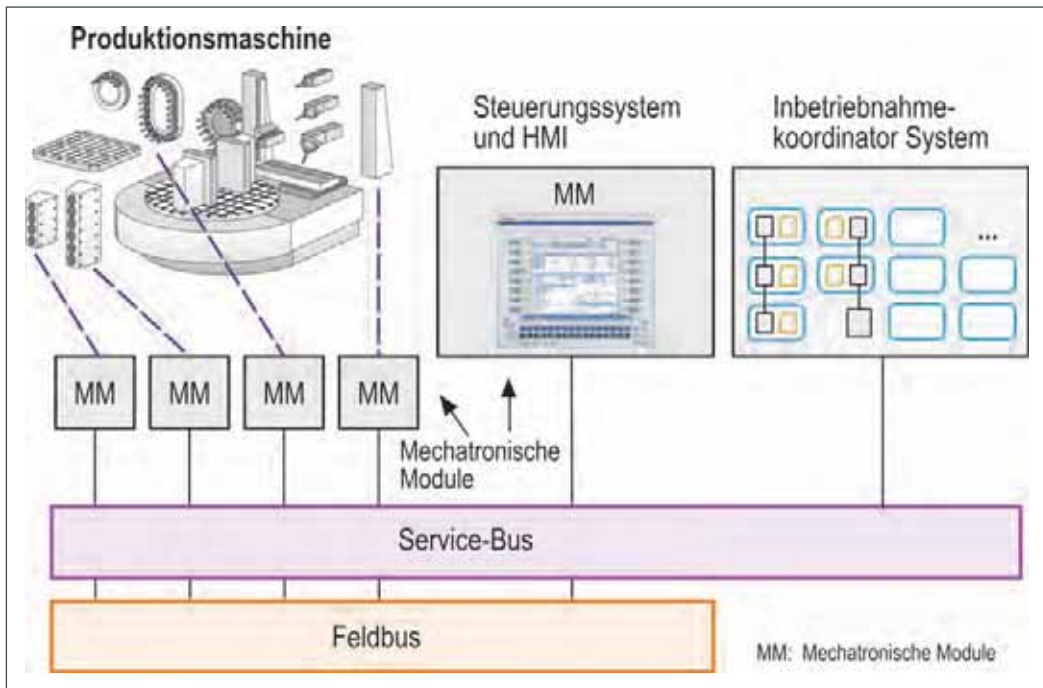 Produktionsmaschine
Steuerungssystem
und HMI
Inbetriebnahme-
koordinator System
MM
...
MM
MM
MM
MM
Mechatronische
Module
Service-Bus
Feldbus
MM: Mechatronische Module